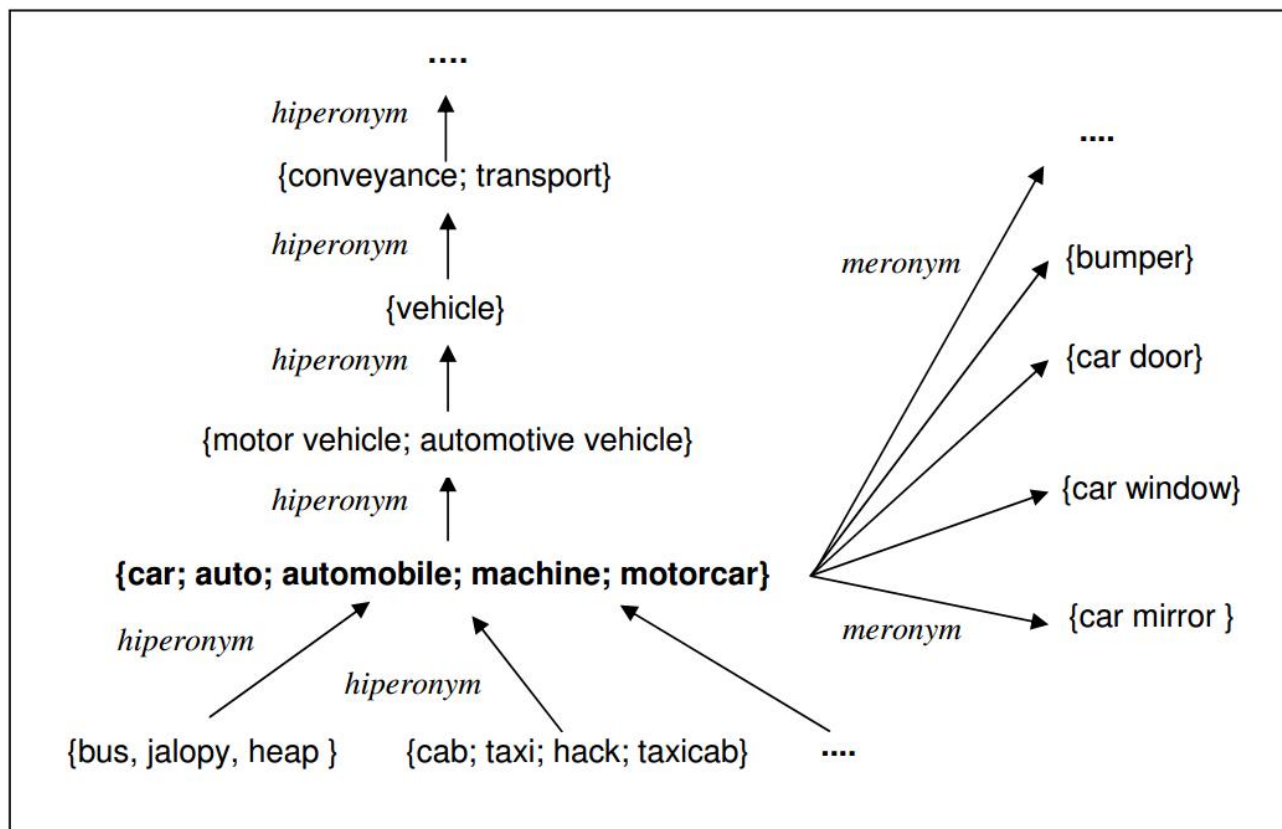 ....
hiperonym
....
{conveyance; transport}
hiperonym
meronym
{bumper}
{vehicle}
hiperonym
{car door}
{motor vehicle; automotive vehicle}
hiperonym
{car window}
{car; auto; automobile; machine; motorcar}
{car mirror }
hiperonym
meronym
hiperonym
{bus, jalopy, heap }
{cab; taxi; hack; taxicab}
....